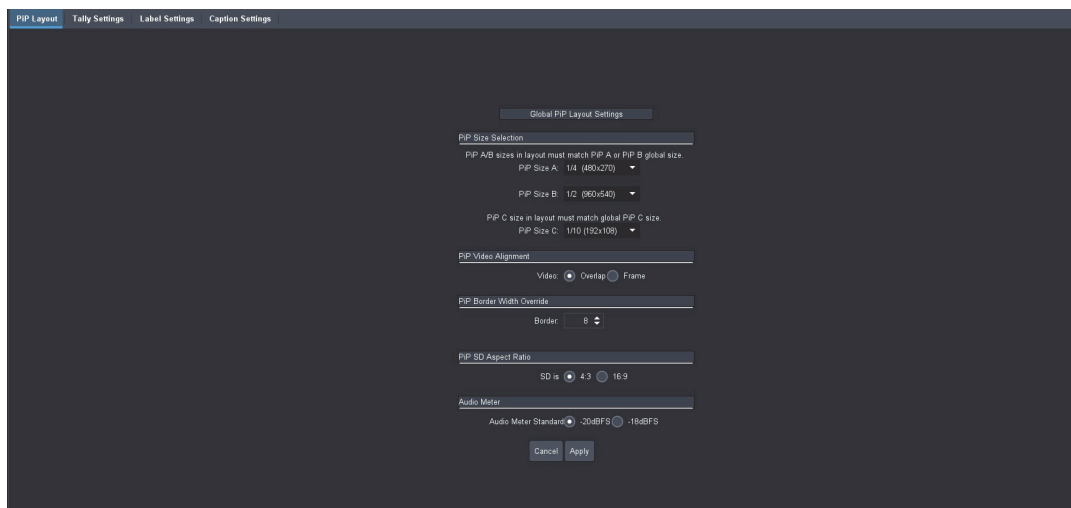 PiP Layout Tally Settings Label Settings Caption Settings
Global PiP Layout Settings
PiP Size Selection
PiP A/B sizes in layout must match PiP A or PiP B global size.
PiP Size A: 1/4 (480x270)
PiP Size B: 1/2 (960x540)
PiP C size in layout must match global PiP C size.
PiP Size C: 1/10 (192x108)
PiP Video Alignment
Video: Overlap Frame
PiP Border Width Override
Border: 8
PiP SD Aspect Ratio
SD is 4:3 16:9
Audio Meter
Audio Meter Standard -20dBFS -18dBFS
Cancel Apply